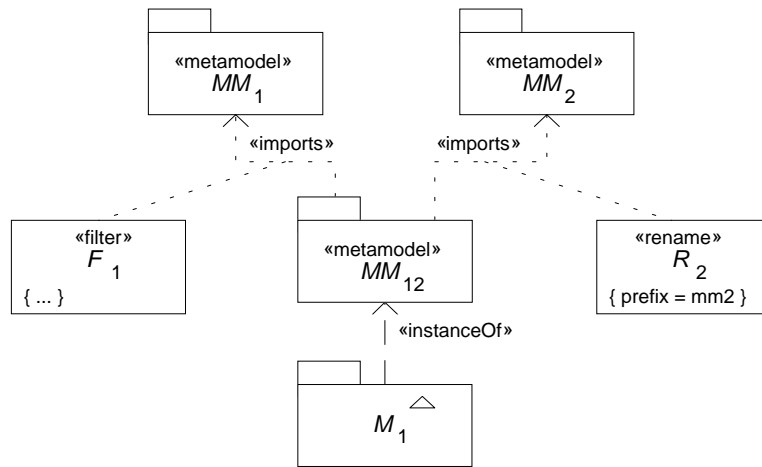 «metamodel»
MM1
«metamodel»
MM2
«imports»
«imports»
«filter»
F1
{ ... }
«metamodel»
MM12
«rename»
R2
{ prefix = mm2 }
«instanceOf»
M1